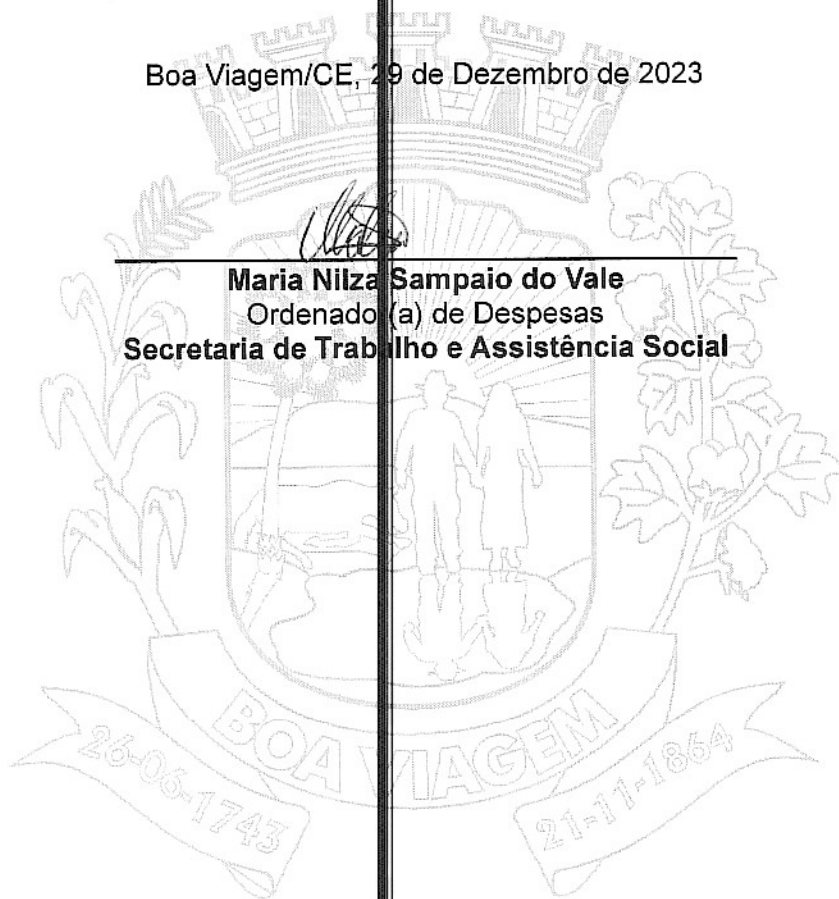 Boa Viagem/CE, 29 de Dezembro de 2023
Maria Nilza Sampaio do Vale
Ordenado (a) de Despesas
Secretaria de Trabalho e Assistência Social
BOA VIAGEM
26-06-1743
21-11-1864